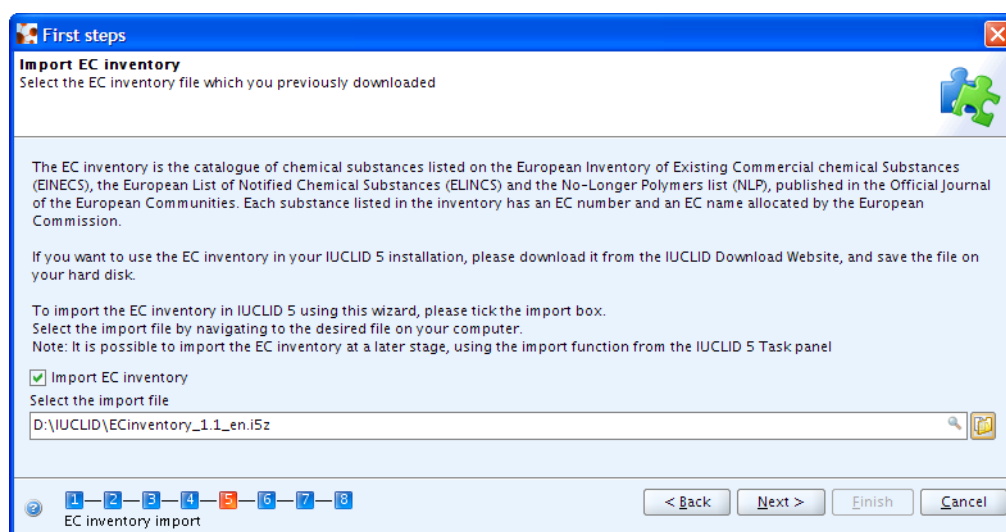 First steps
Import EC inventory
Select the EC inventory file which you previously downloaded
The EC inventory is the catalogue of chemical substances listed on the European Inventory of Existing Commercial chemical Substances
(EINECS), the European List of Notified Chemical Substances (ELINCS) and the No-Longer Polymers list (NLP), published in the Official Journal
of the European Communities. Each substance listed in the inventory has an EC number and an EC name allocated by the European
Commission.
If you want to use the EC inventory in your IUCLID 5 installation, please download it from the IUCLID Download Website, and save the file on
your hard disk.
To import the EC inventory in IUCLID 5 using this wizard, please tick the import box.
Select the import file by navigating to the desired file on your computer.
Note: It is possible to import the EC inventory at a later stage, using the import function from the IUCLID 5 Task panel
Import EC inventory
Select the import file
D:\IUCLID\ECinventory_1.1_en.i5z
? 1 2 3 4 5 6 7 8 < Back Next > Finish Cancel
EC inventory import